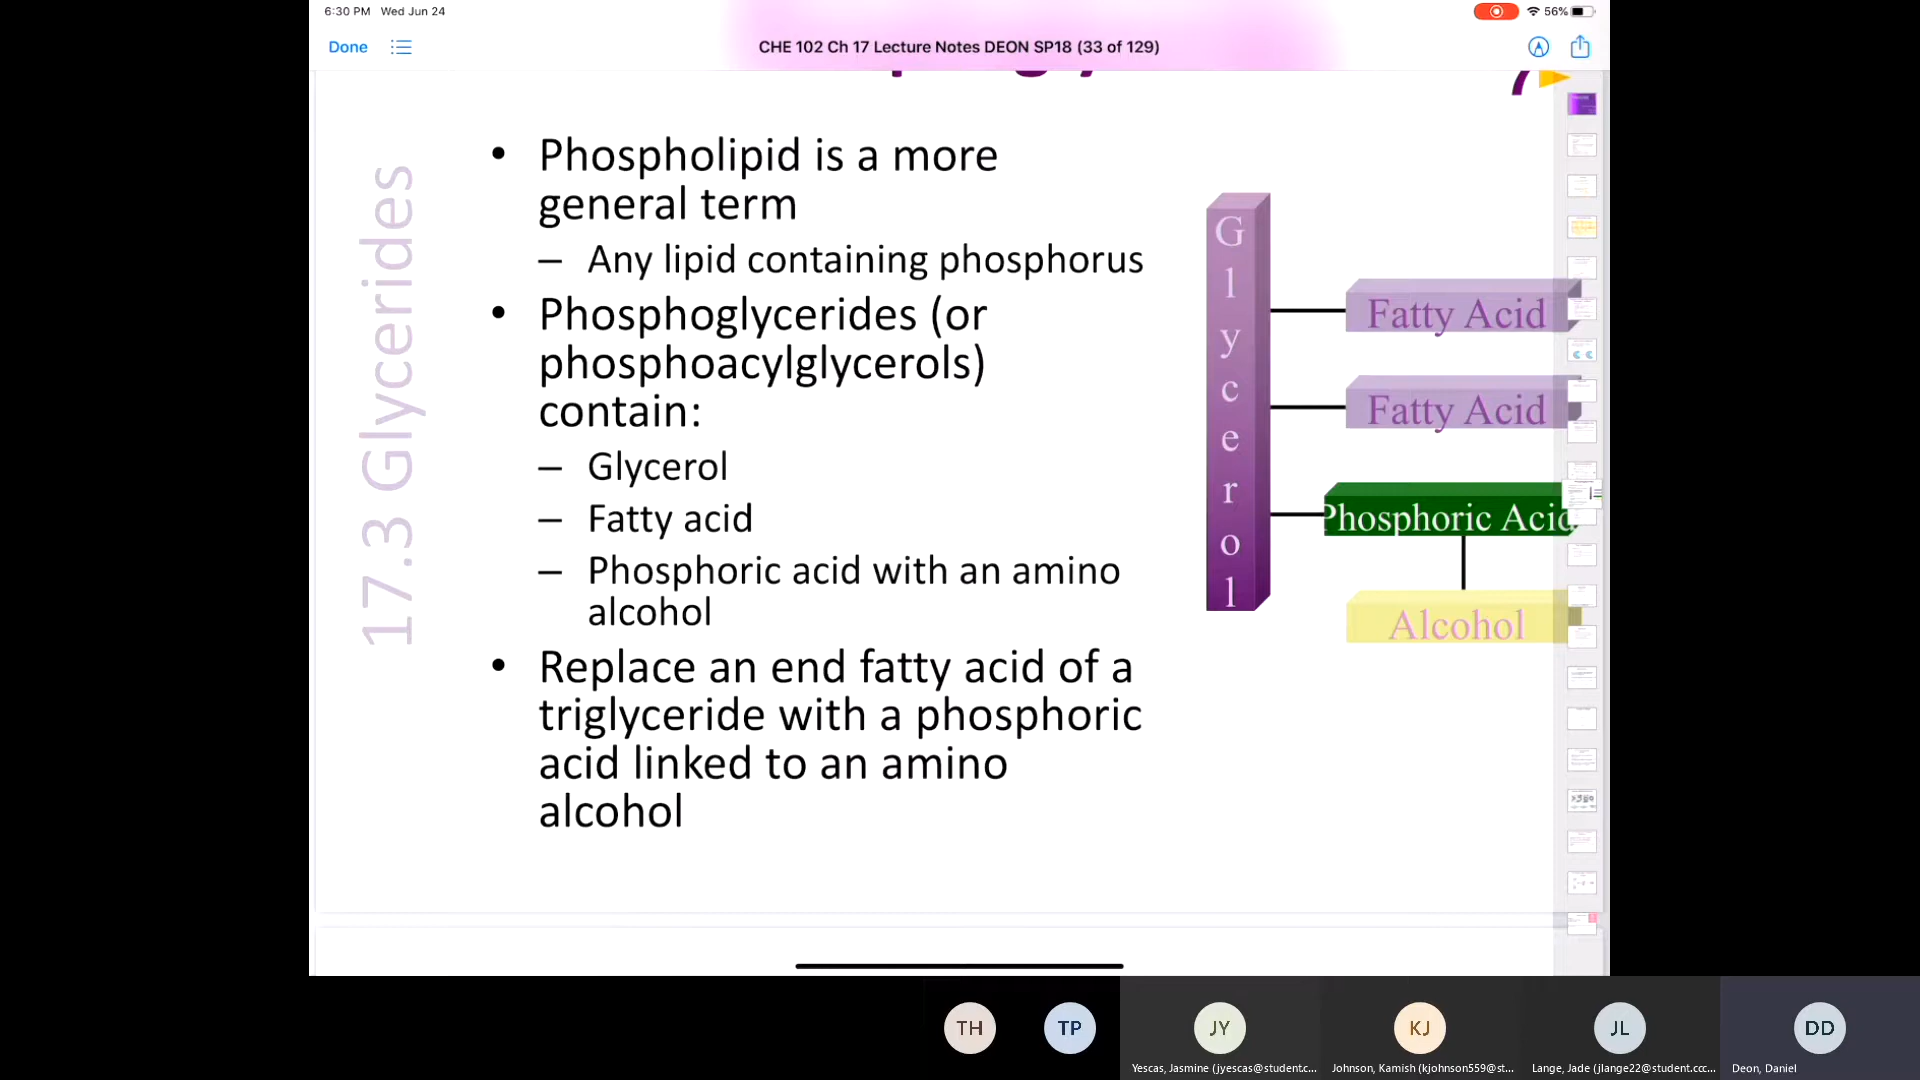 6:30 PM Wed Jun 24
56%
Done
CHE 102 Ch 17 Lecture Notes DEON SP18 (33 of 129)
17.3 Glycerides
• Phospholipid is a more
general term
– Any lipid containing phosphorus
• Phosphoglycerides (or
phosphoacylglycerols)
contain:
– Glycerol
– Fatty acid
– Phosphoric acid with an amino
alcohol
• Replace an end fatty acid of a
triglyceride with a phosphoric
acid linked to an amino
alcohol
Glycerol
Fatty Acid
Fatty Acid
Phosphoric Acid
Alcohol
TH
TP
JY
KJ
JL
DD
Yescas, Jasmine (jyescas@student.c...
Johnson, Kamish (kjohnson559@st...
Lange, Jade (jlange22@student.ccc...
Deon, Daniel